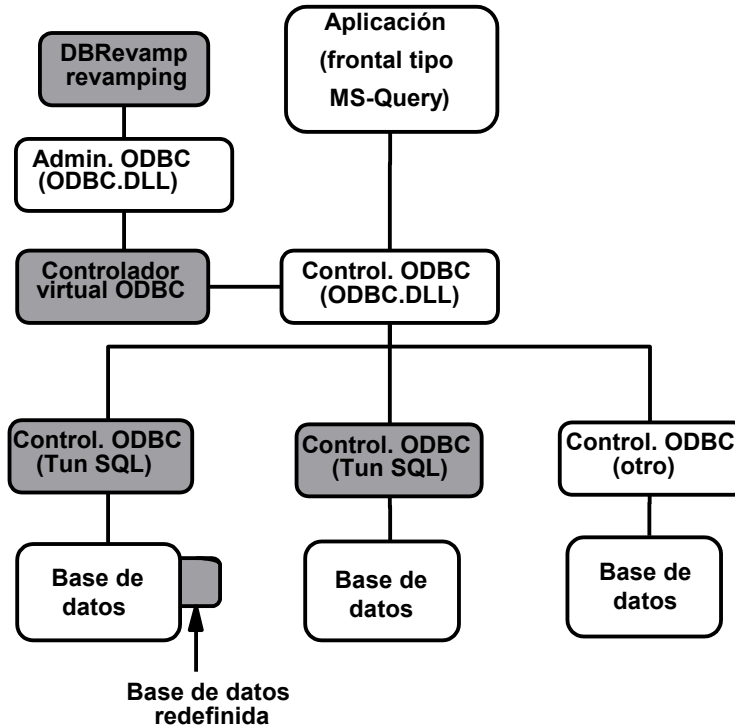 DBRevamp
revamping
Aplicación
(frontal tipo
MS-Query)
Admin. ODBC
(ODBC.DLL)
Controlador
virtual ODBC
Control. ODBC
(ODBC.DLL)
Control. ODBC
(Tun SQL)
Control. ODBC
(Tun SQL)
Control. ODBC
(otro)
Base de
datos
Base de
datos
Base de
datos
Base de datos
redefinida